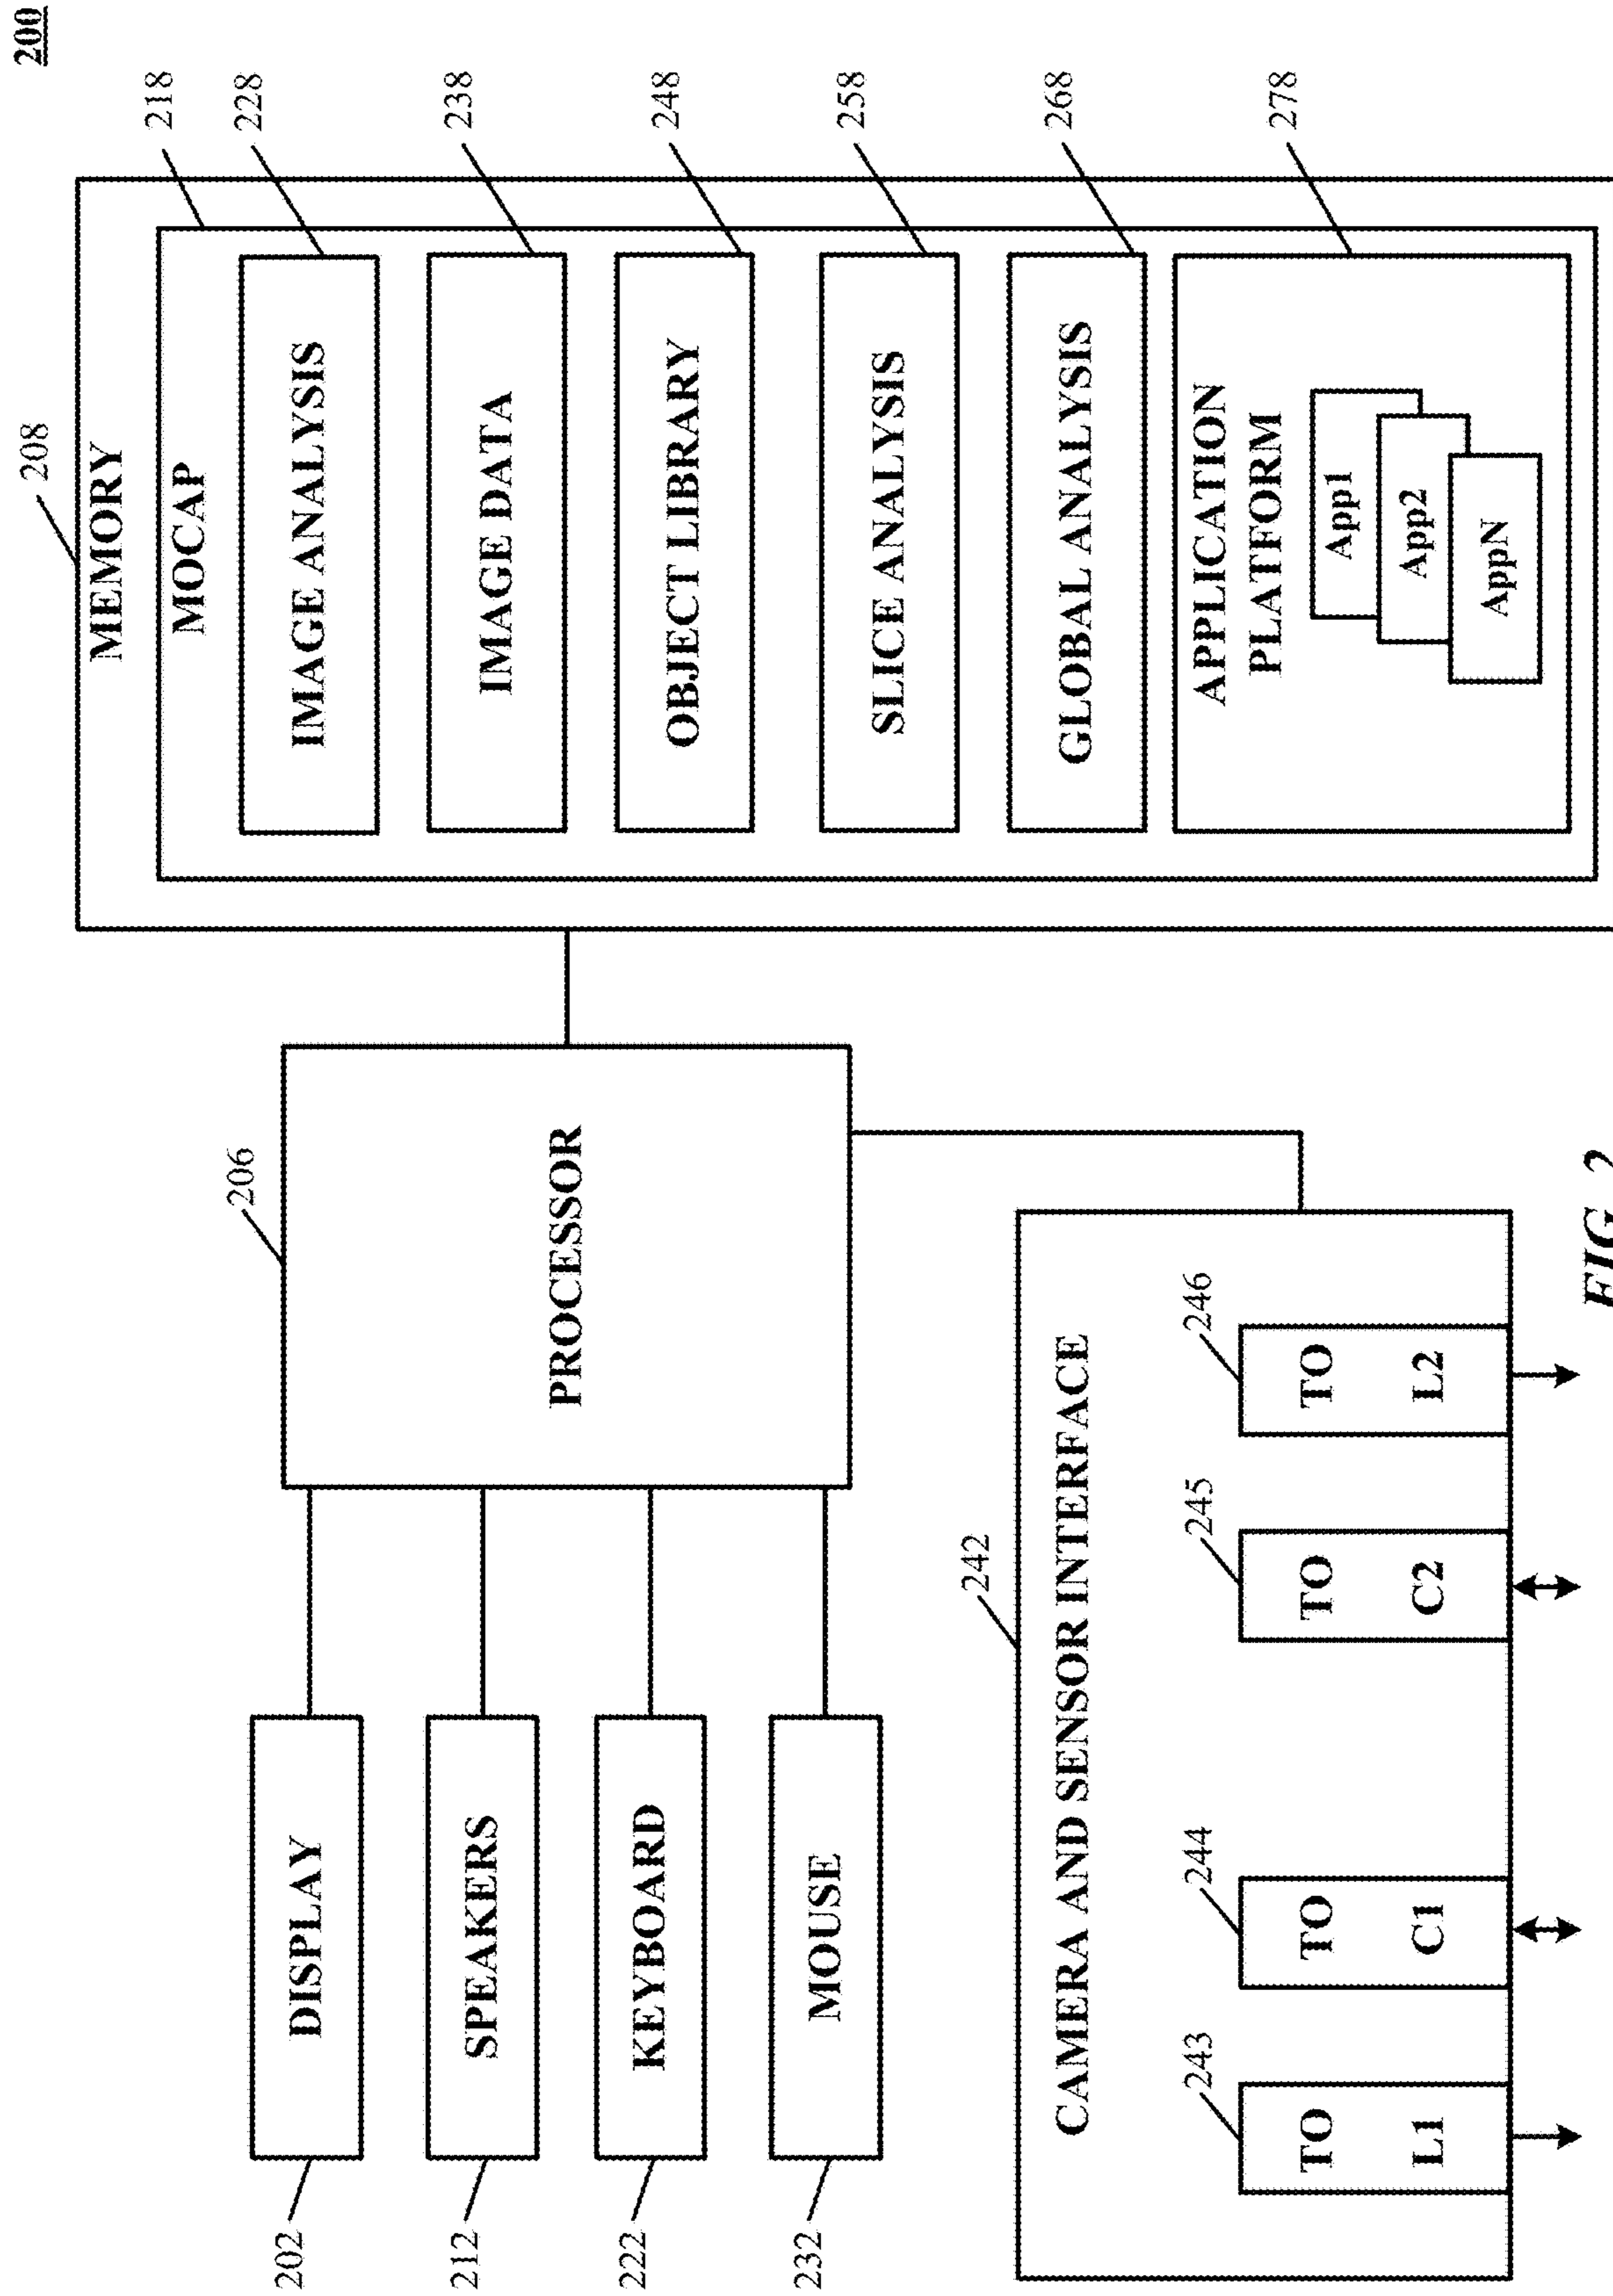 200
208
MEMORY
218
MOCAP
228
IMAGE ANALYSIS
238
IMAGE DATA
248
OBJECT LIBRARY
258
SLICE ANALYSIS
268
GLOBAL ANALYSIS
278
APPLICATION
PLATFORM
App1
App2
AppN
206
PROCESSOR
202
DISPLAY
212
SPEAKERS
222
KEYBOARD
232
MOUSE
242
CAMERA AND SENSOR INTERFACE
243
TO
L1
244
TO
C1
245
TO
C2
246
TO
L2
FIG. 2